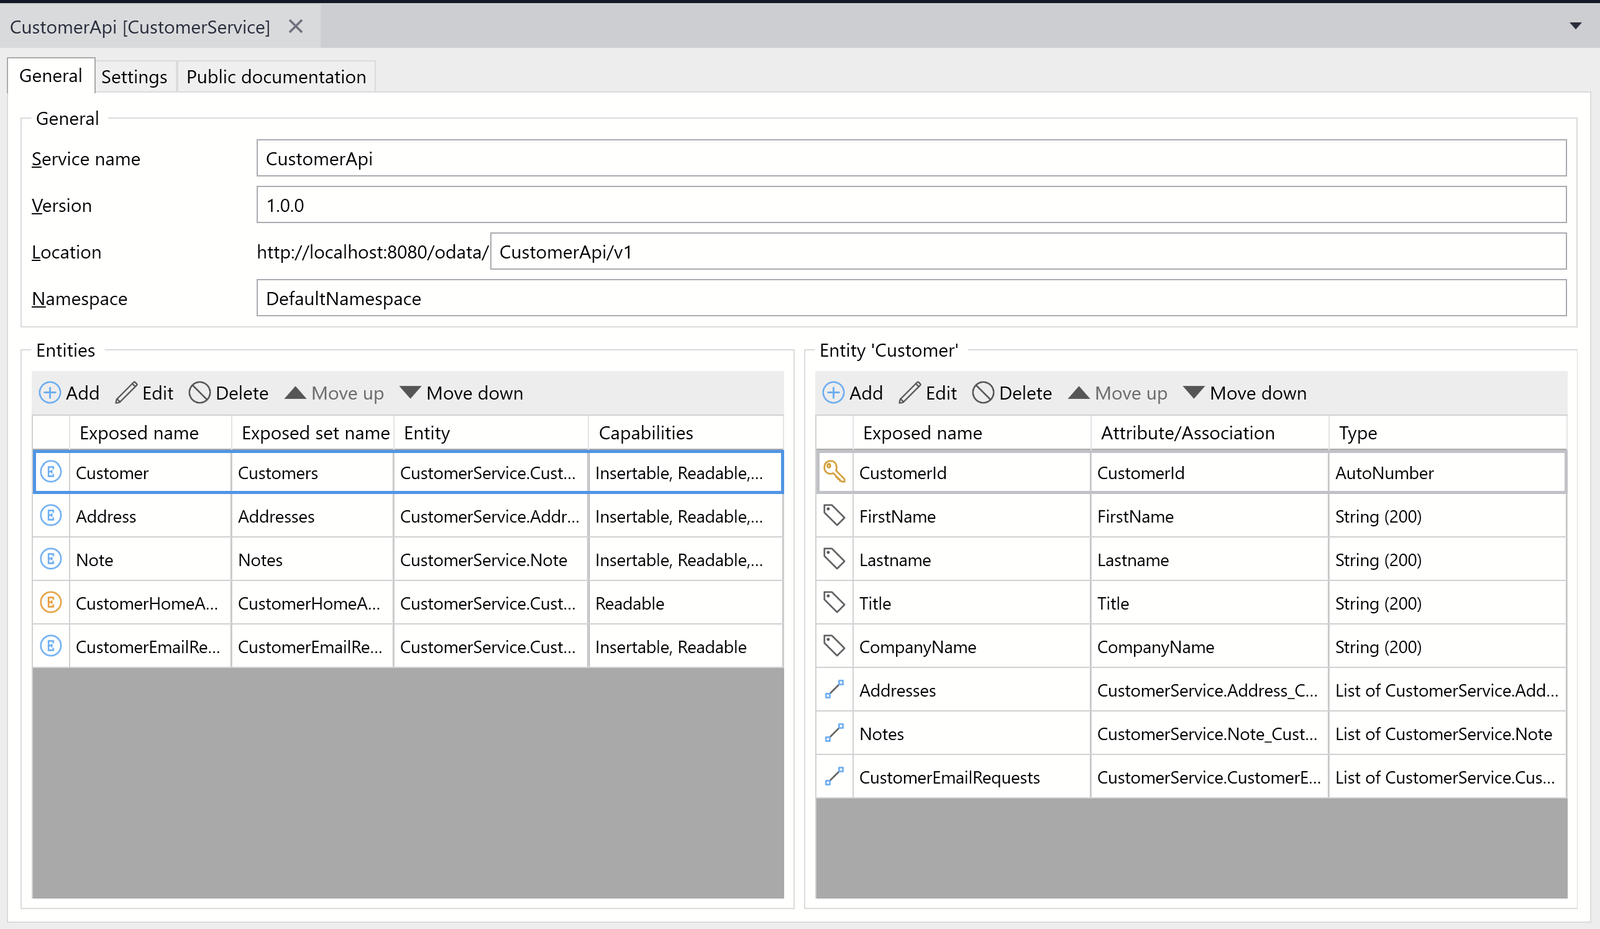 CustomerApi [CustomerService]
General Settings Public documentation
General
Service name CustomerApi
Version 1.0.0
Location http://localhost:8080/odata/ CustomerApi/v1
Namespace DefaultNamespace
Entities
Add Edit Delete Move up Move down
Exposed name Exposed set name Entity Capabilities
E Customer Customers CustomerService.Cust... Insertable, Readable,...
E Address Addresses CustomerService.Addr... Insertable, Readable,...
E Note Notes CustomerService.Note Insertable, Readable,...
E CustomerHomeA... CustomerHomeA... CustomerService.Cust... Readable
E CustomerEmailRe... CustomerEmailRe... CustomerService.Cust... Insertable, Readable
Entity 'Customer'
Add Edit Delete Move up Move down
Exposed name Attribute/Association Type
CustomerId CustomerId AutoNumber
FirstName FirstName String (200)
Lastname Lastname String (200)
Title Title String (200)
CompanyName CompanyName String (200)
Addresses CustomerService.Address_C... List of CustomerService.Add...
Notes CustomerService.Note_Cust... List of CustomerService.Note
CustomerEmailRequests CustomerService.CustomerE... List of CustomerService.Cus...